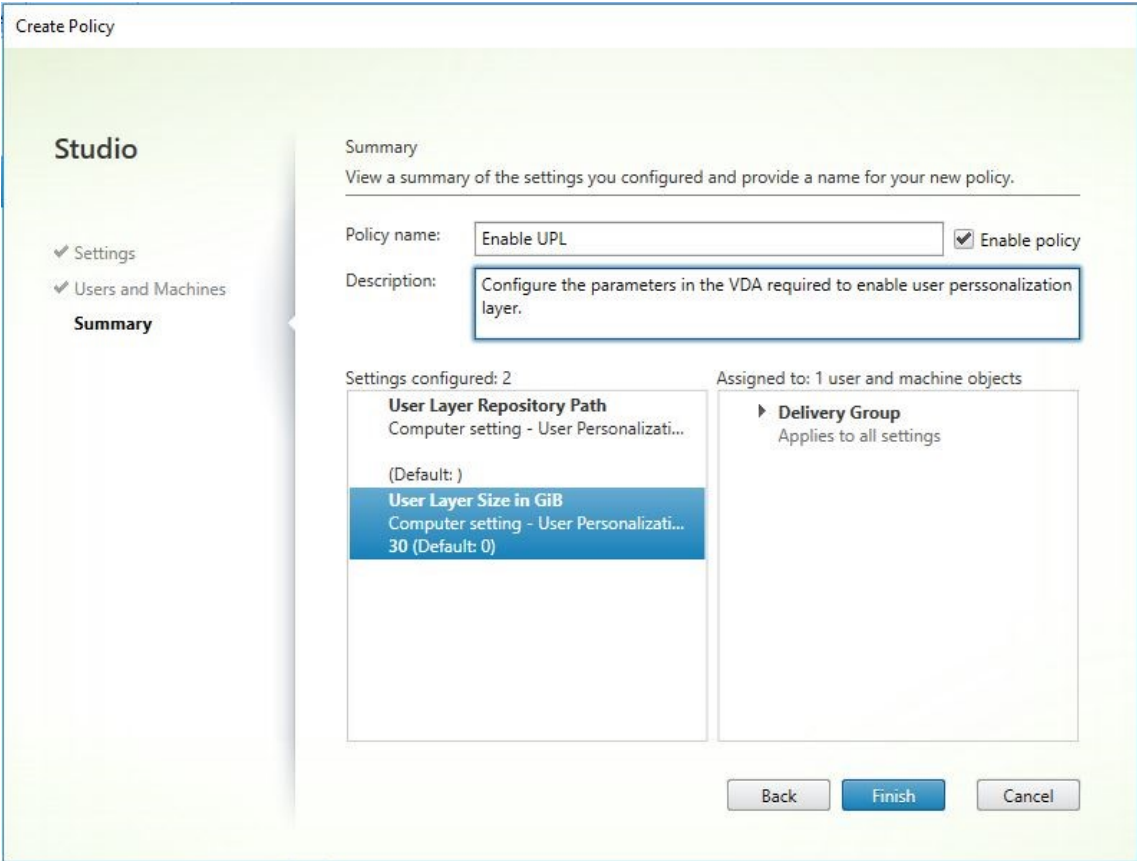 Create Policy
Studio
Settings
Users and Machines
Summary
Summary
View a summary of the settings you configured and provide a name for your new policy.
Policy name:
Enable UPL
Enable policy
Description:
Configure the parameters in the VDA required to enable user perssonalization
layer.
Settings configured: 2
User Layer Repository Path
Computer setting - User Personalizati...
(Default: )
User Layer Size in GiB
Computer setting - User Personalizati...
30 (Default: 0)
Assigned to: 1 user and machine objects
Delivery Group
Applies to all settings
Back
Finish
Cancel